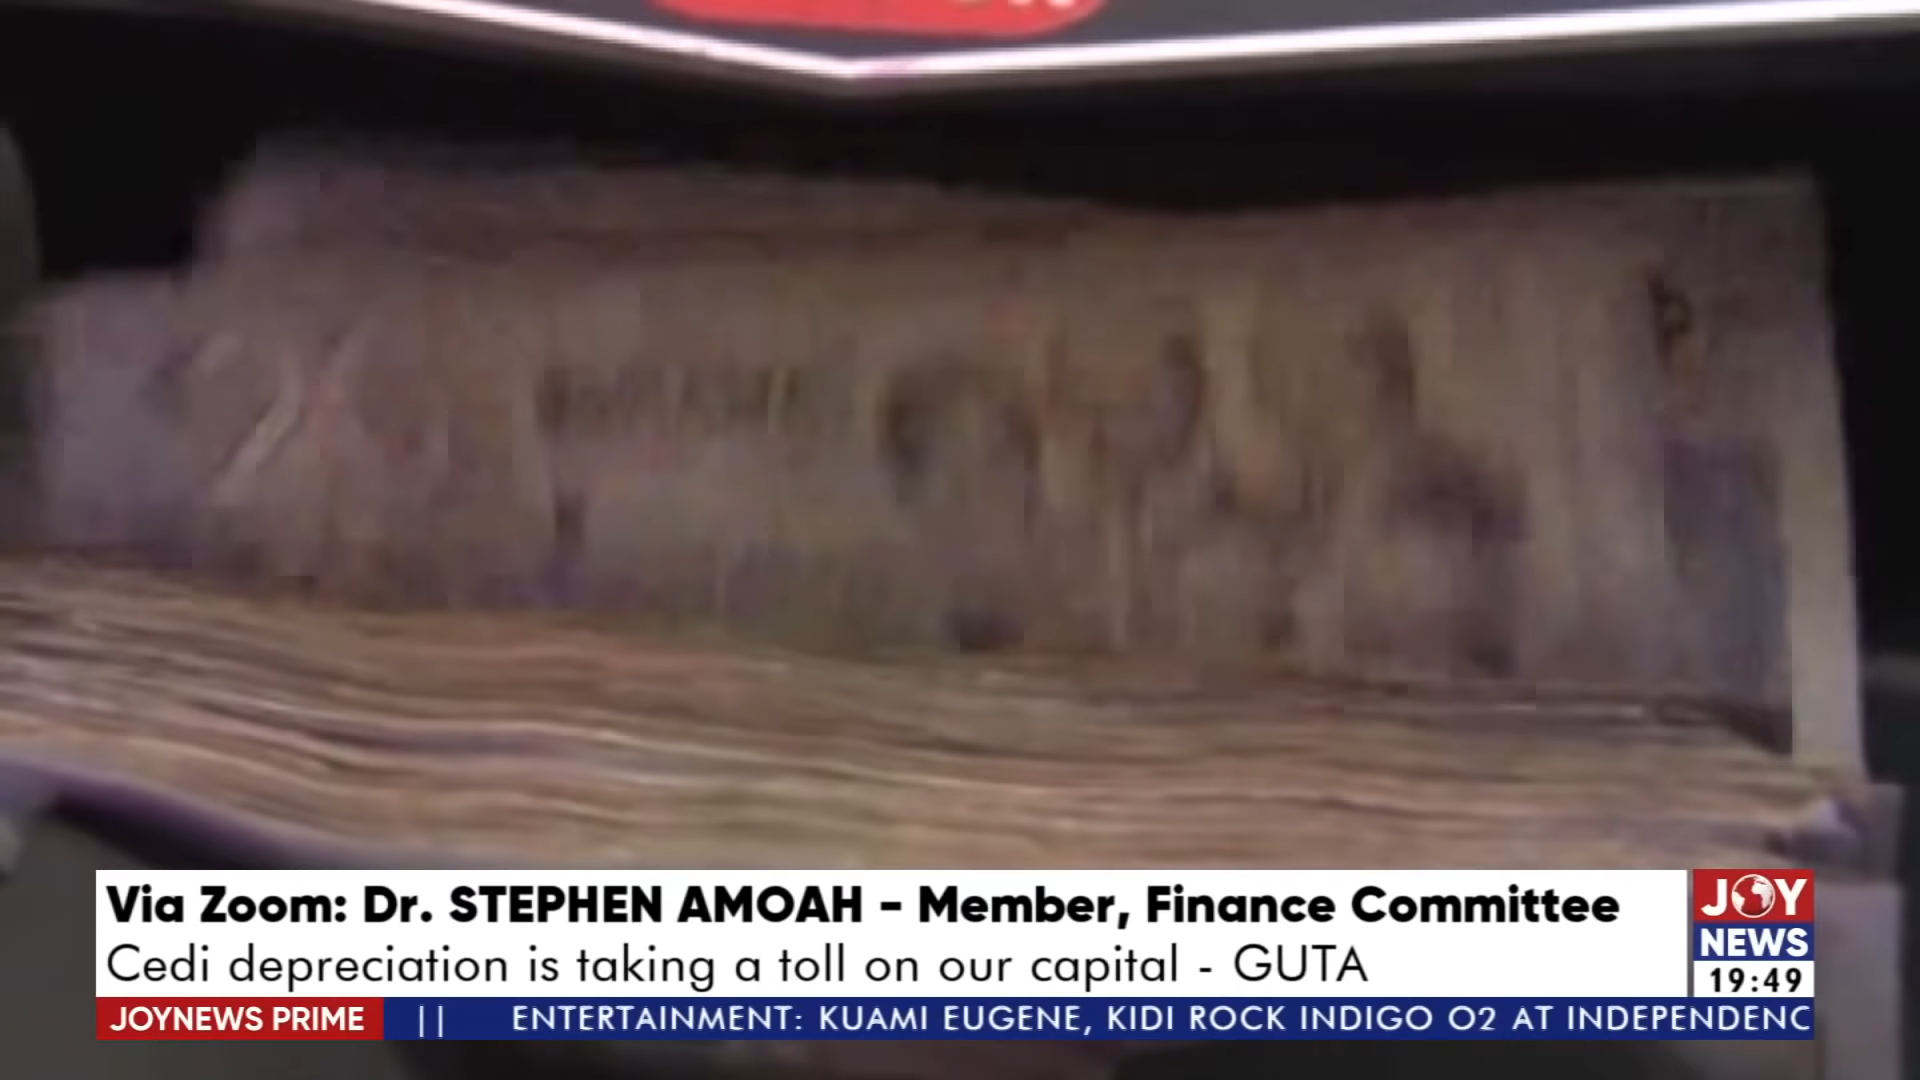 Via Zoom: Dr. STEPHEN AMOAH - Member, Finance Committee
Cedi depreciation is taking a toll on our capital - GUTA
JOY
NEWS
19:49
JOYNEWS PRIME || ENTERTAINMENT: KUAMI EUGENE, KIDI ROCK INDIGO O2 AT INDEPENDENC